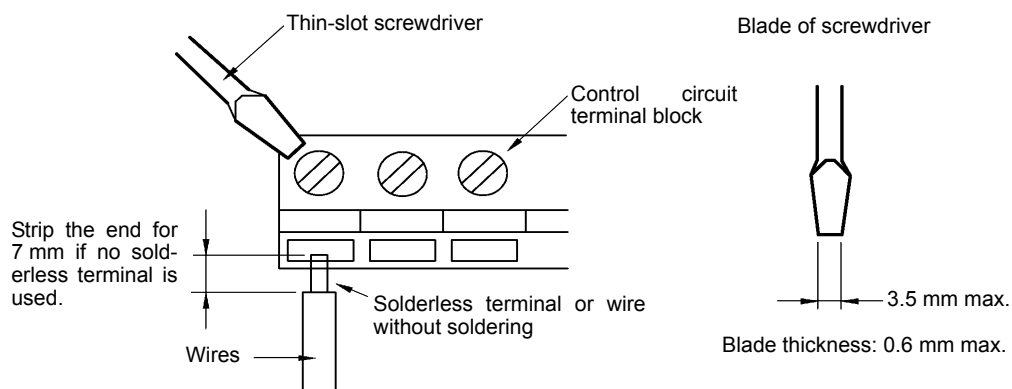 Thin-slot screwdriver
Blade of screwdriver
Control circuit
terminal block
Strip the end for
7 mm if no sold-
erless terminal is
used.
Solderless terminal or wire
without soldering
Wires
3.5 mm max.
Blade thickness: 0.6 mm max.